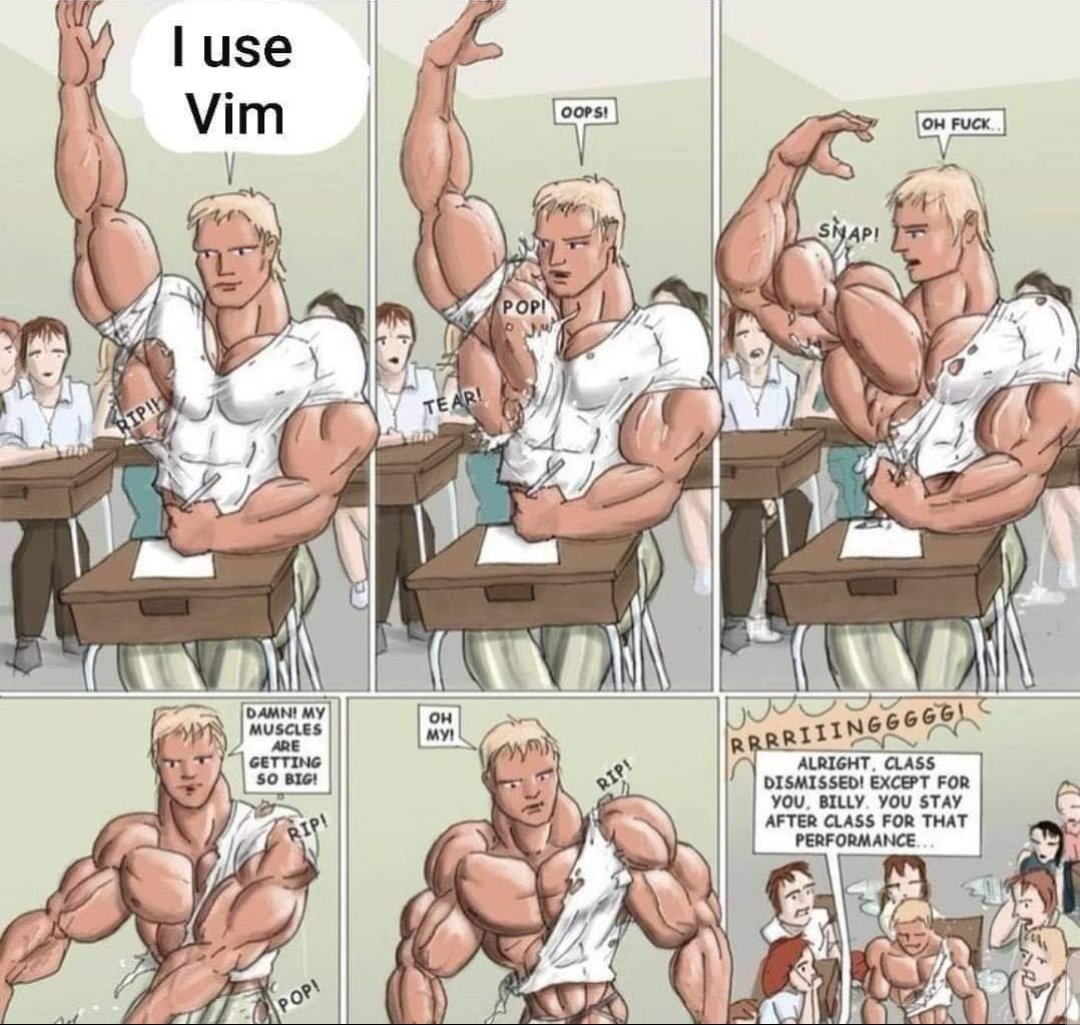 I use
Vim
RIP!!
OOPS!
POP!
TEAR!
OH FUCK..
SNAP!
DAMN! MY
MUSCLES
ARE
GETTING
SO BIG!
RIP!
POP!
OH
MY!
RIP!
RRRRIIINGGGGG!
ALRIGHT, CLASS
DISMISSED! EXCEPT FOR
YOU, BILLY. YOU STAY
AFTER CLASS FOR THAT
PERFORMANCE...